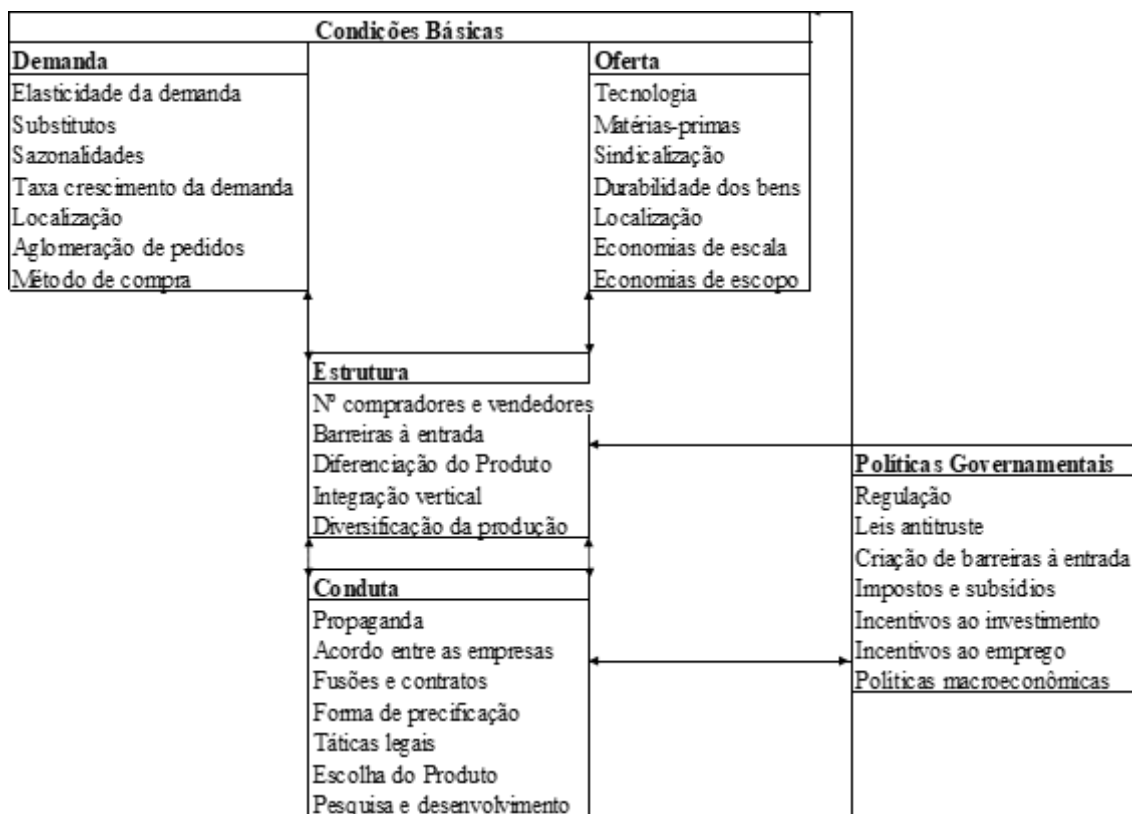 Condições Básicas
Demanda
Elasticidade da demanda
Substitutos
Sazonalidades
Taxa crescimento da demanda
Localização
Aglomeração de pedidos
Método de compra
Oferta
Tecnologia
Matérias-primas
Sindicalização
Durabilidade dos bens
Localização
Economias de escala
Economias de escopo
Estrutura
Nº compradores e vendedores
Barreiras à entrada
Diferenciação do Produto
Integração vertical
Diversificação da produção
Conduta
Propaganda
Acordo entre as empresas
Fusões e contratos
Forma de precificação
Táticas legais
Escolha do Produto
Pesquisa e desenvolvimento
Políticas Governamentais
Regulação
Leis antitruste
Criação de barreiras à entrada
Impostos e subsídios
Incentivos ao investimento
Incentivos ao emprego
Políticas macroeconômicas